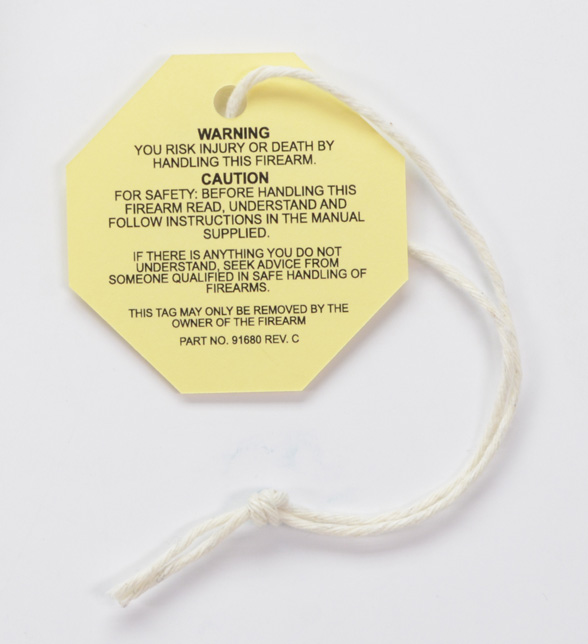 WARNING
YOU RISK INJURY OR DEATH BY
HANDLING THIS FIREARM.
CAUTION
FOR SAFETY: BEFORE HANDLING THIS
FIREARM READ, UNDERSTAND AND
FOLLOW INSTRUCTIONS IN THE MANUAL
SUPPLIED.
IF THERE IS ANYTHING YOU DO NOT
UNDERSTAND, SEEK ADVICE FROM
SOMEONE QUALIFIED IN SAFE HANDLING OF
FIREARMS.
THIS TAG MAY ONLY BE REMOVED BY THE
OWNER OF THE FIREARM
PART NO. 91680 REV. C